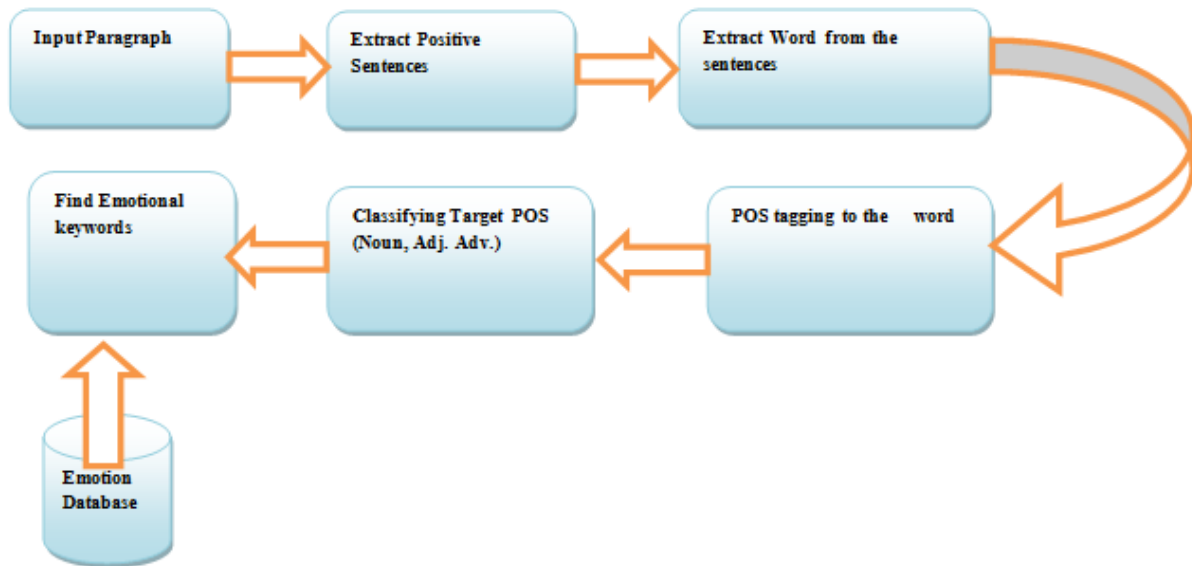 Input Paragraph
Extract Positive
Sentences
Extract Word from the
sentences
POS tagging to the word
Classifying Target POS
(Noun, Adj. Adv.)
Find Emotional
keywords
Emotion
Database